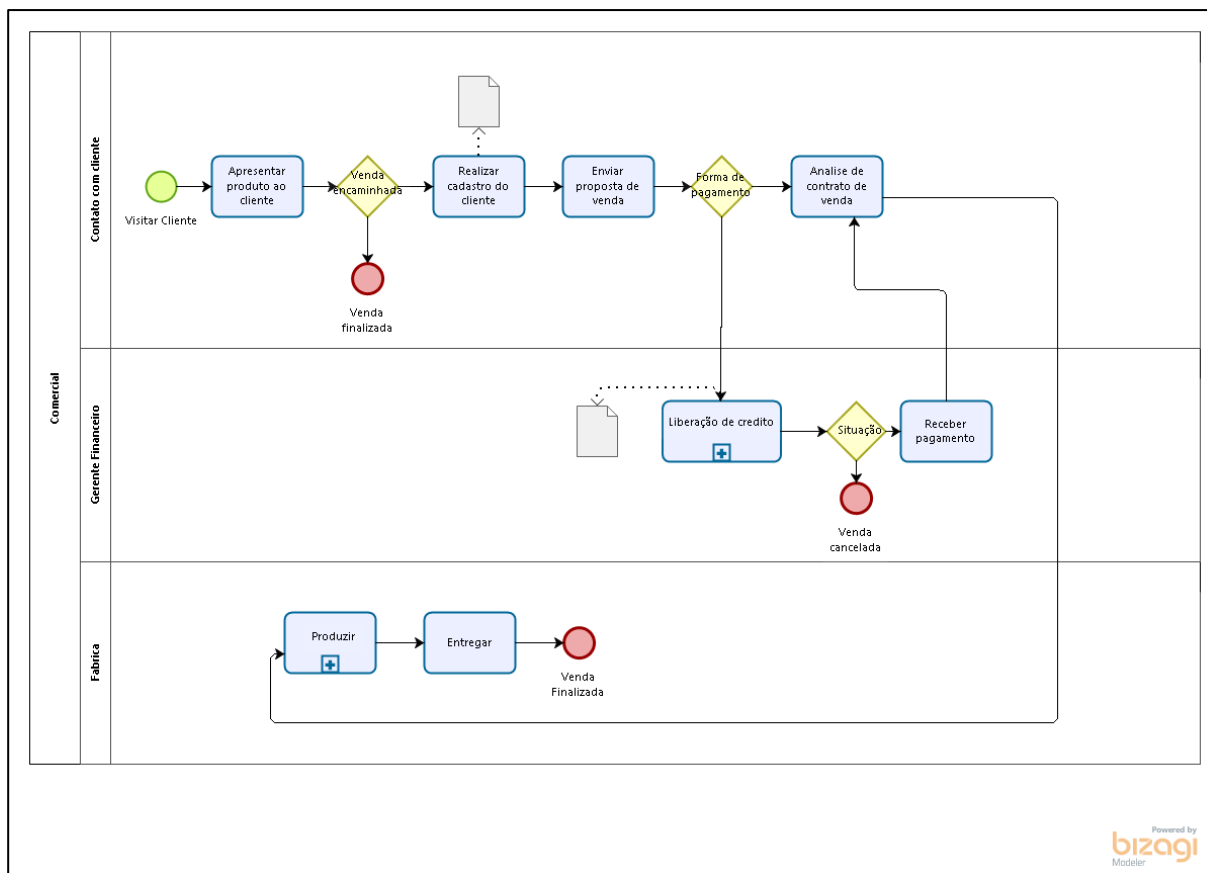 Comercial
Contato com cliente
Visitar Cliente
Apresentar
produto ao
cliente
Venda
encaminhada
Venda
finalizada
Realizar
cadastro do
cliente
Enviar
proposta de
venda
Forma de
pagamento
Analise de
contrato de
venda
Gerente Financeiro
Liberação de credito
Situação
Venda
cancelada
Receber
pagamento
Fabrica
Produzir
Entregar
Venda
Finalizada
Powered by
bizagi
Modeler